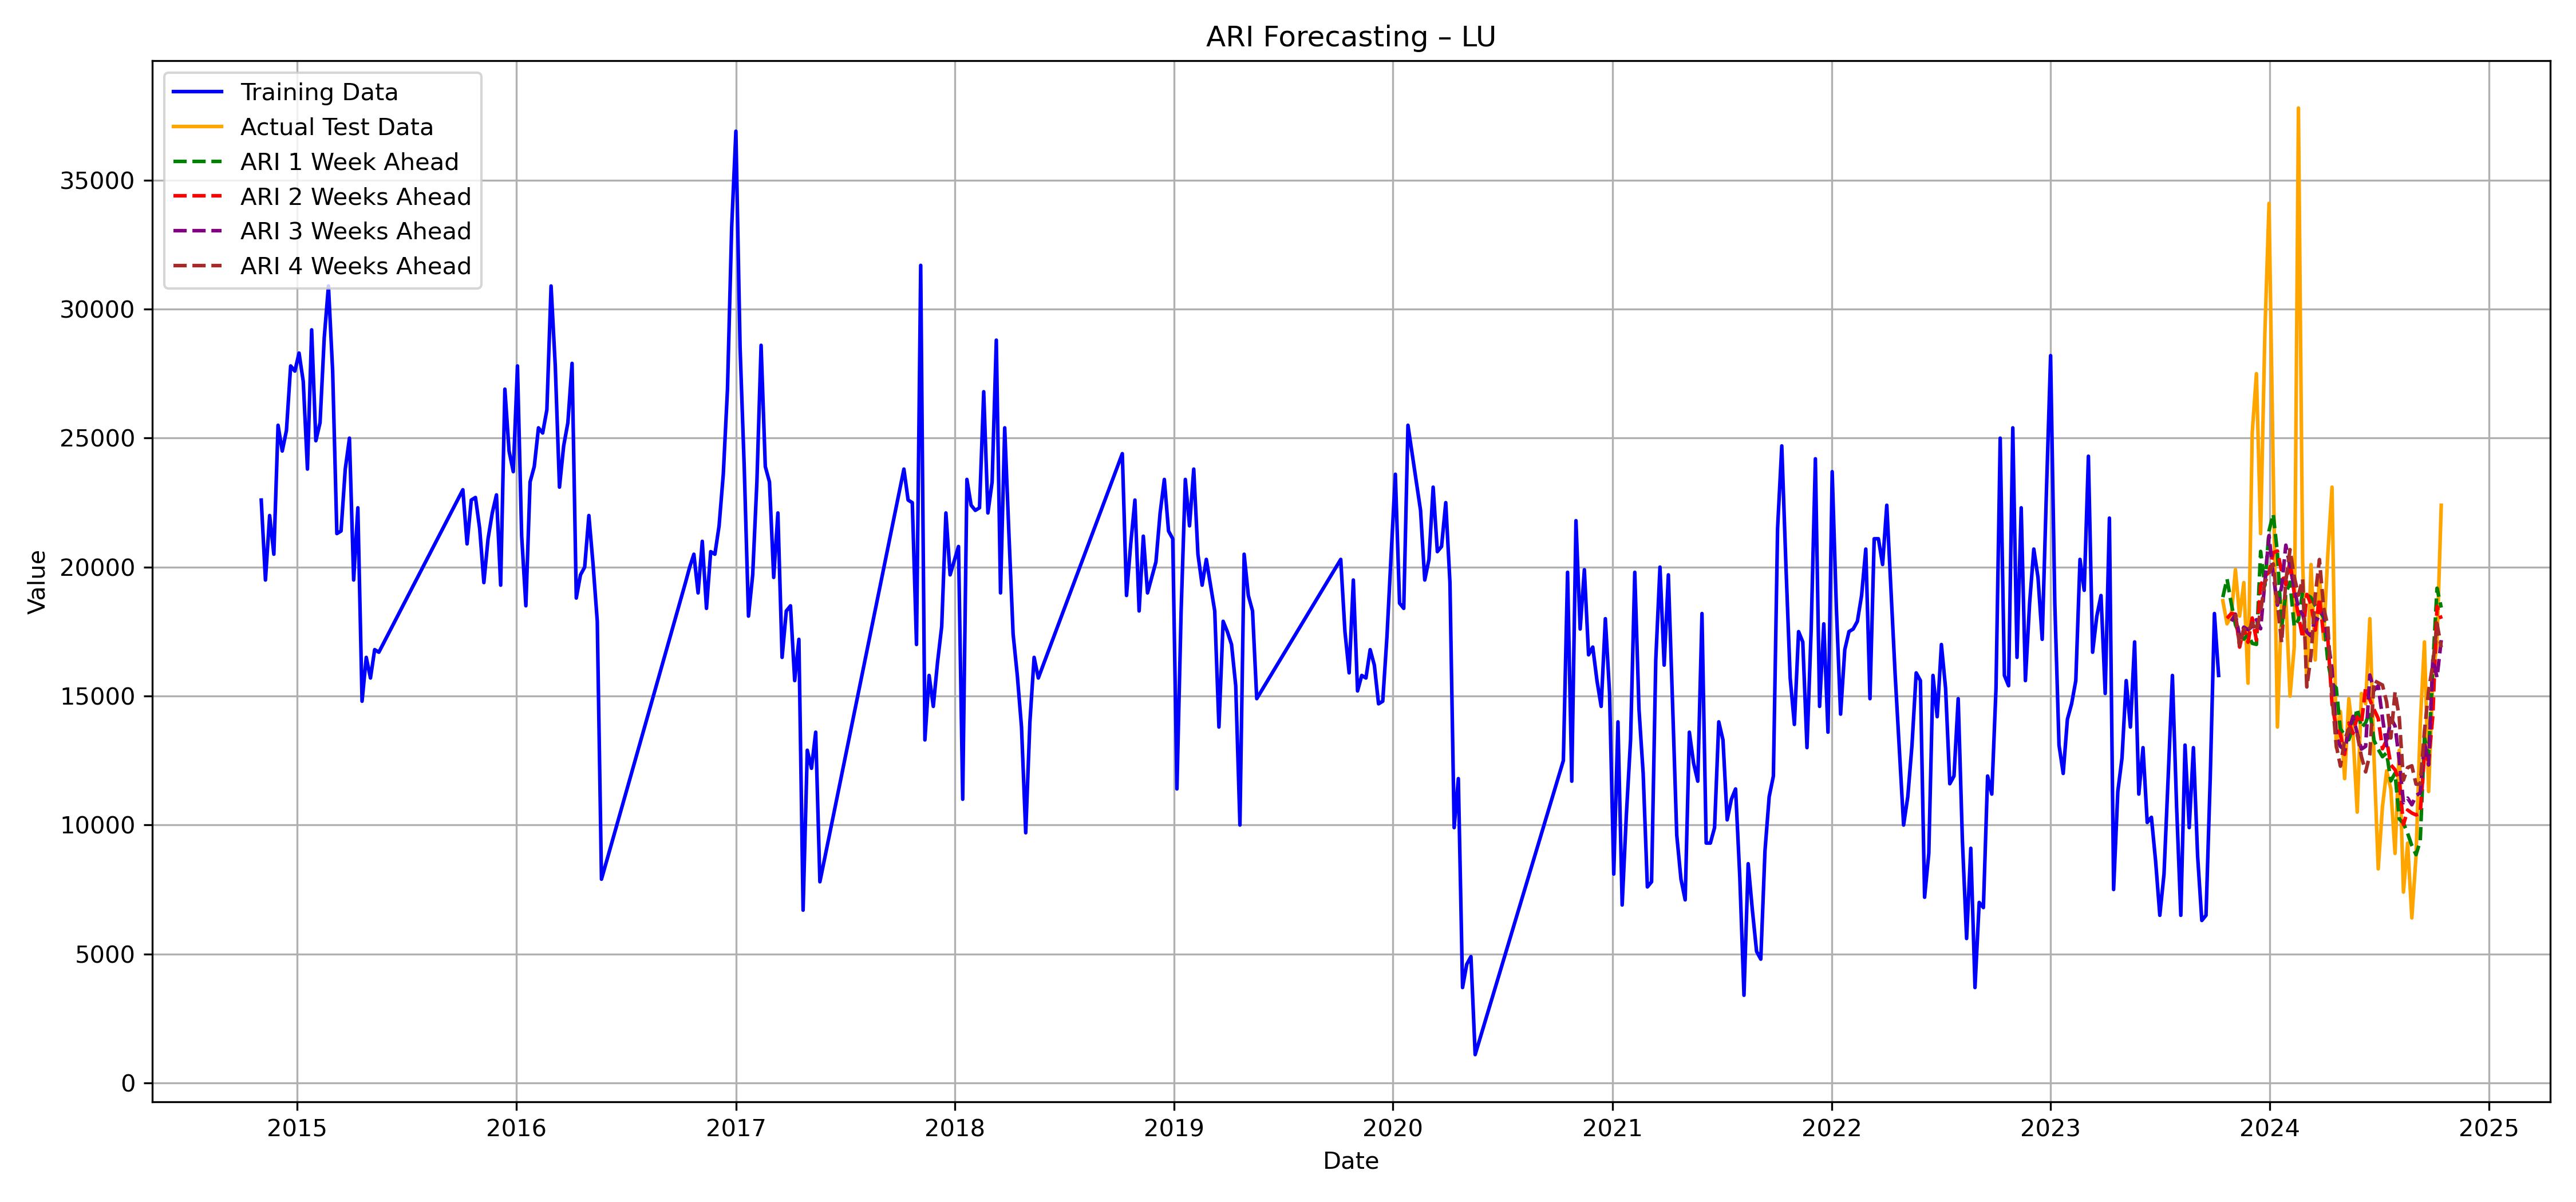 ARI Forecasting – LU
Training Data
Actual Test Data
ARI 1 Week Ahead
ARI 2 Weeks Ahead
ARI 3 Weeks Ahead
ARI 4 Weeks Ahead
35000
30000
25000
20000
15000
10000
5000
0
Value
2015 2016 2017 2018 2019 2020 2021 2022 2023 2024 2025
Date